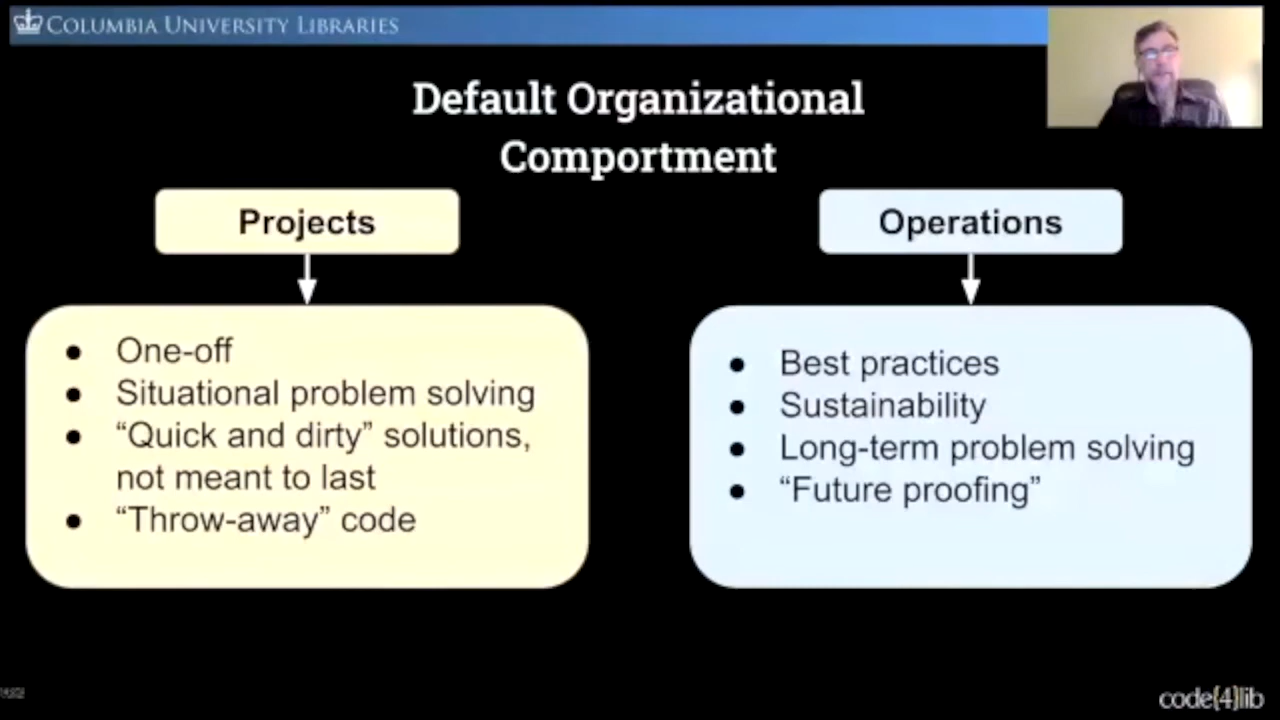 COLUMBIA UNIVERSITY LIBRARIES
Default Organizational
Comportment
Projects
● One-off
● Situational problem solving
● “Quick and dirty” solutions,
not meant to last
● “Throw-away” code
Operations
● Best practices
● Sustainability
● Long-term problem solving
● “Future proofing”
code{4}lib